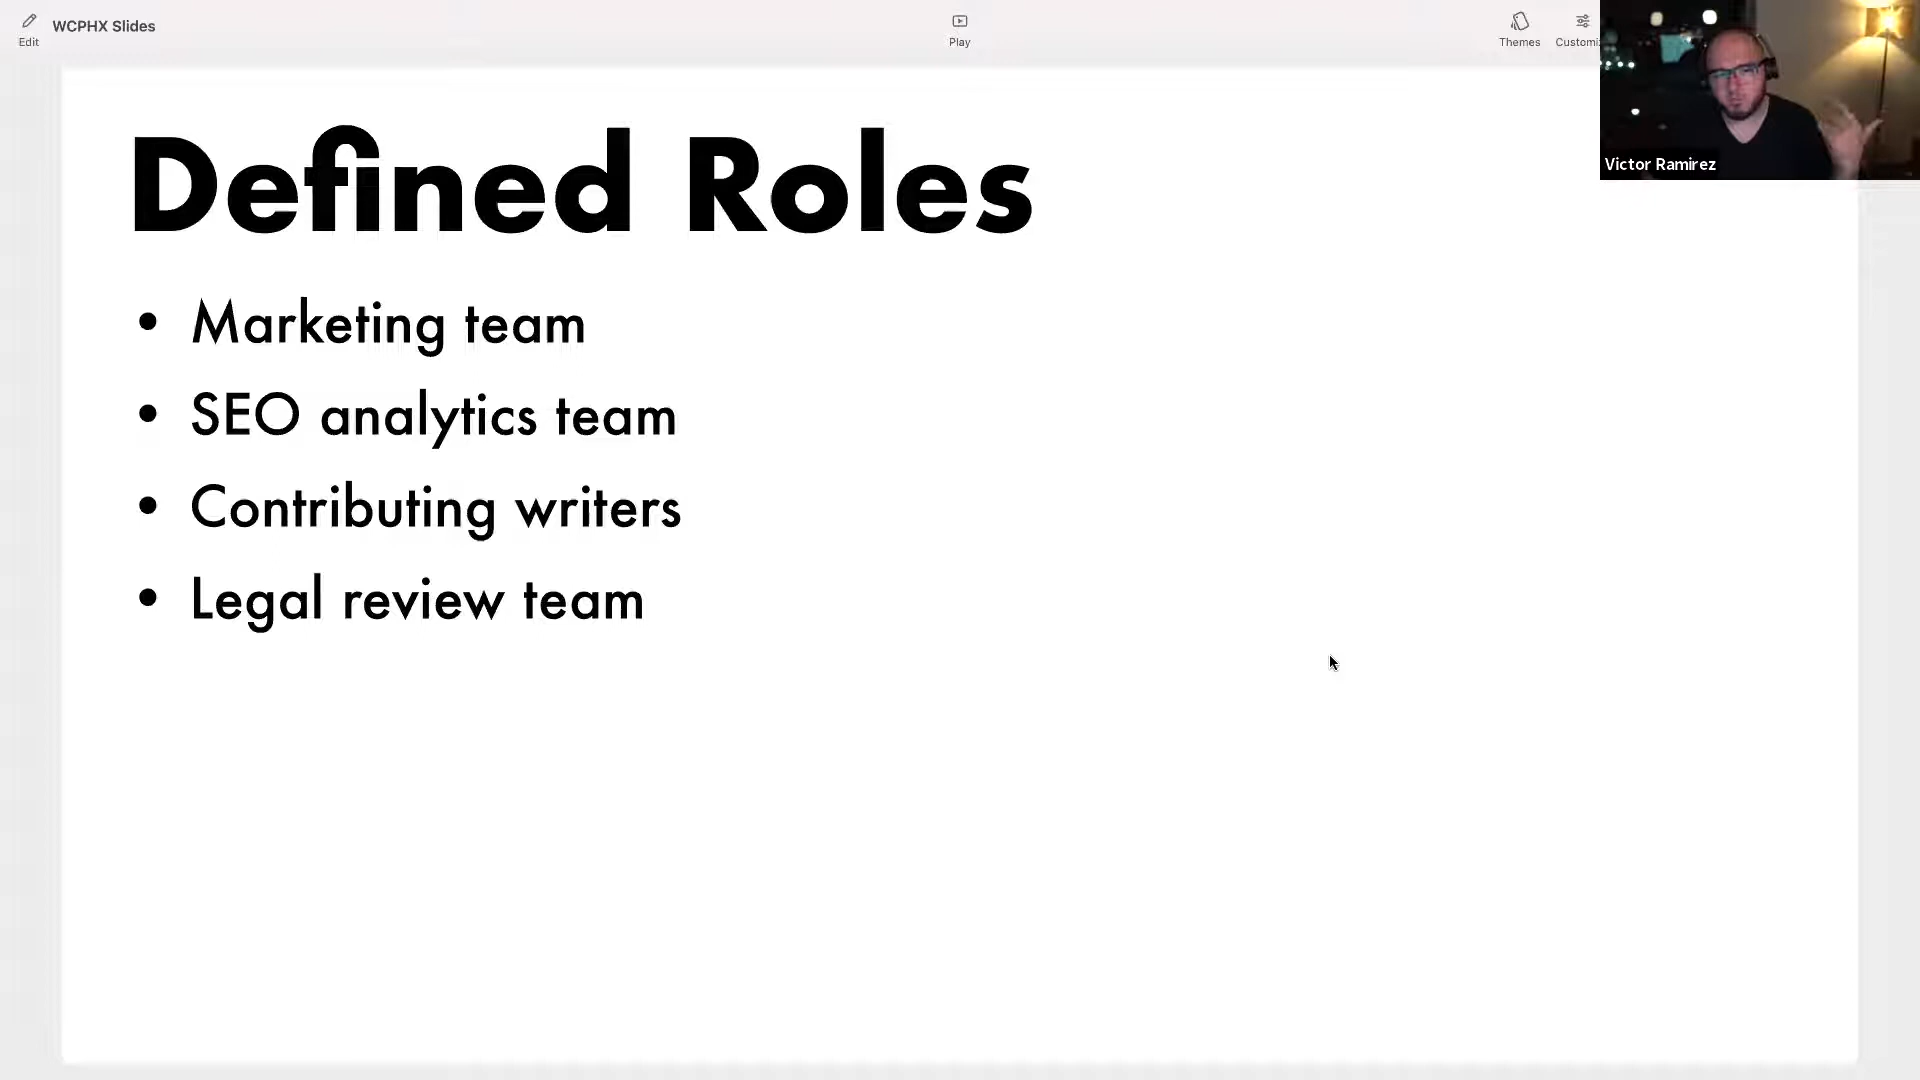 WCPHX Slides
Edit
Play
Themes
Customi
Victor Ramirez
Defined Roles
• Marketing team
• SEO analytics team
• Contributing writers
• Legal review team